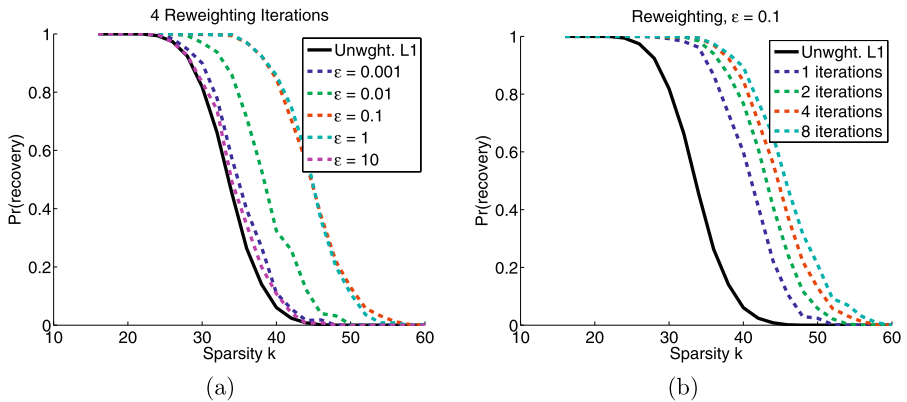 4 Reweighting Iterations
Pr(recovery)
1
0.8
0.6
0.4
0.2
0
10
20
30
40
50
60
Sparsity k
Unwght. L1
ε = 0.001
ε = 0.01
ε = 0.1
ε = 1
ε = 10
(a)
Reweighting, ε = 0.1
Pr(recovery)
1
0.8
0.6
0.4
0.2
0
10
20
30
40
50
60
Sparsity k
Unwght. L1
1 iterations
2 iterations
4 iterations
8 iterations
(b)